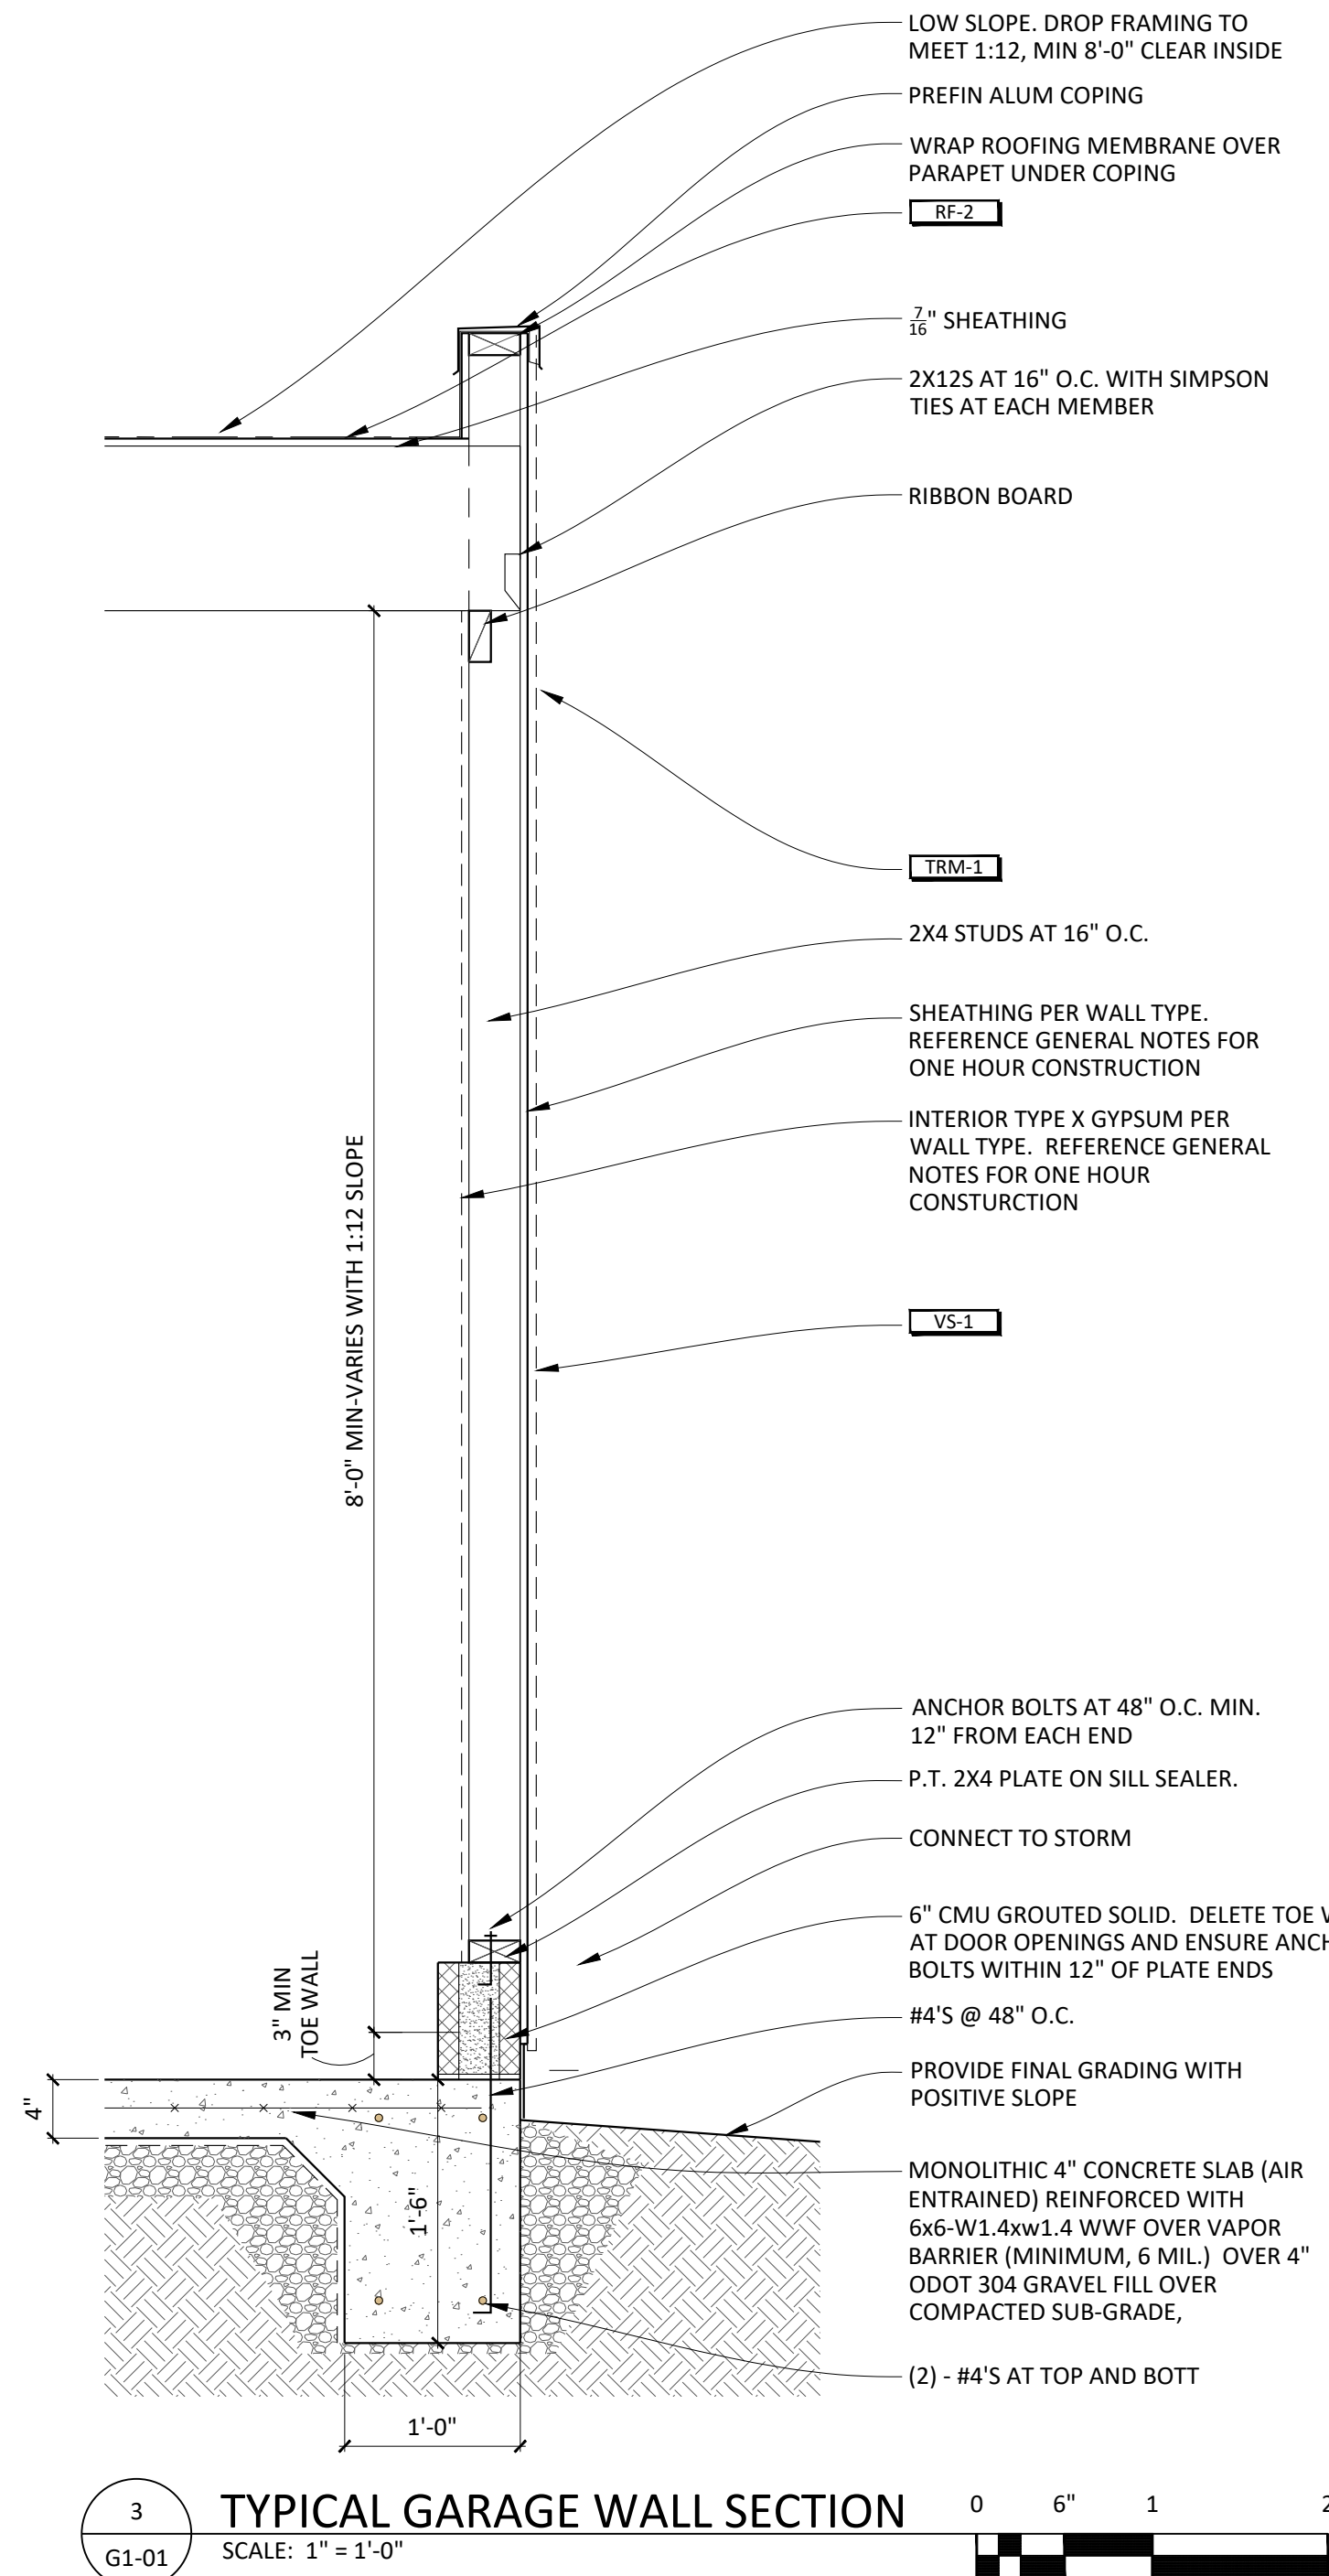 LOW SLOPE. DROP FRAMING TO
MEET 1:12, MIN 8'-0" CLEAR INSIDE
PREFIN ALUM COPING
WRAP ROOFING MEMBRANE OVER
PARAPET UNDER COPING
RF-2
7/16" SHEATHING
2X12S AT 16" O.C. WITH SIMPSON
TIES AT EACH MEMBER
RIBBON BOARD
TRM-1
2X4 STUDS AT 16" O.C.
SHEATHING PER WALL TYPE.
REFERENCE GENERAL NOTES FOR
ONE HOUR CONSTRUCTION
INTERIOR TYPE X GYPSUM PER
WALL TYPE. REFERENCE GENERAL
NOTES FOR ONE HOUR
CONSTURCTION
8'-0" MIN-VARIES WITH 1:12 SLOPE
VS-1
ANCHOR BOLTS AT 48" O.C. MIN.
12" FROM EACH END
P.T. 2X4 PLATE ON SILL SEALER.
CONNECT TO STORM
6" CMU GROUTED SOLID. DELETE TOE
AT DOOR OPENINGS AND ENSURE
BOLTS WITHIN 12" OF PLATE ENDS
3" MIN
TOE WALL
#4'S @ 48" O.C.
PROVIDE FINAL GRADING WITH
POSITIVE SLOPE
4"
1'-6"
MONOLITHIC 4" CONCRETE SLAB (AIR
ENTRAINED) REINFORCED WITH
6x6-W1.4xw1.4 WWF OVER VAPOR
BARRIER (MINIMUM, 6 MIL.) OVER 4"
ODOT 304 GRAVEL FILL OVER
COMPACTED SUB-GRADE,
(2) - #4'S AT TOP AND BOTT
1'-0"
3
G1-01
TYPICAL GARAGE WALL SECTION
SCALE: 1" = 1'-0"
0 6" 1 2